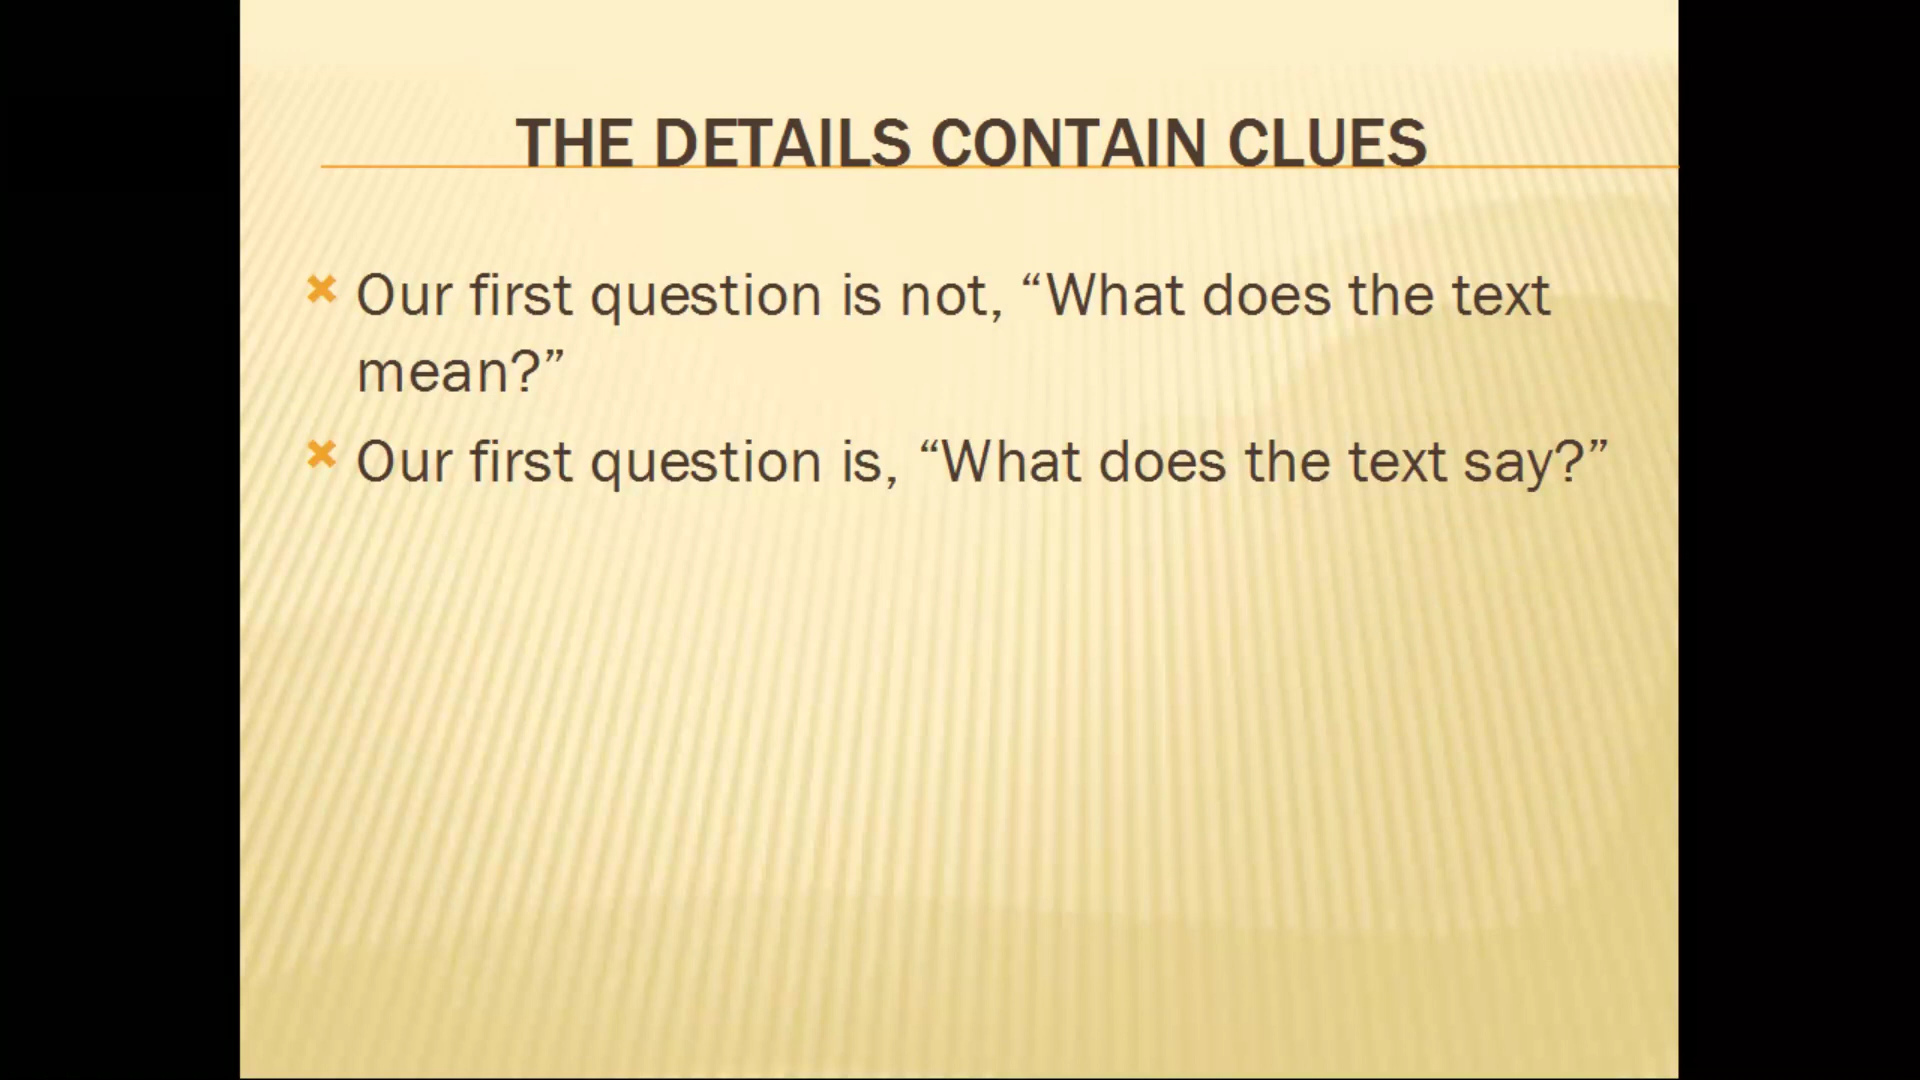 THE DETAILS CONTAIN CLUES
Our first question is not, “What does the text
mean?”
Our first question is, “What does the text say?”